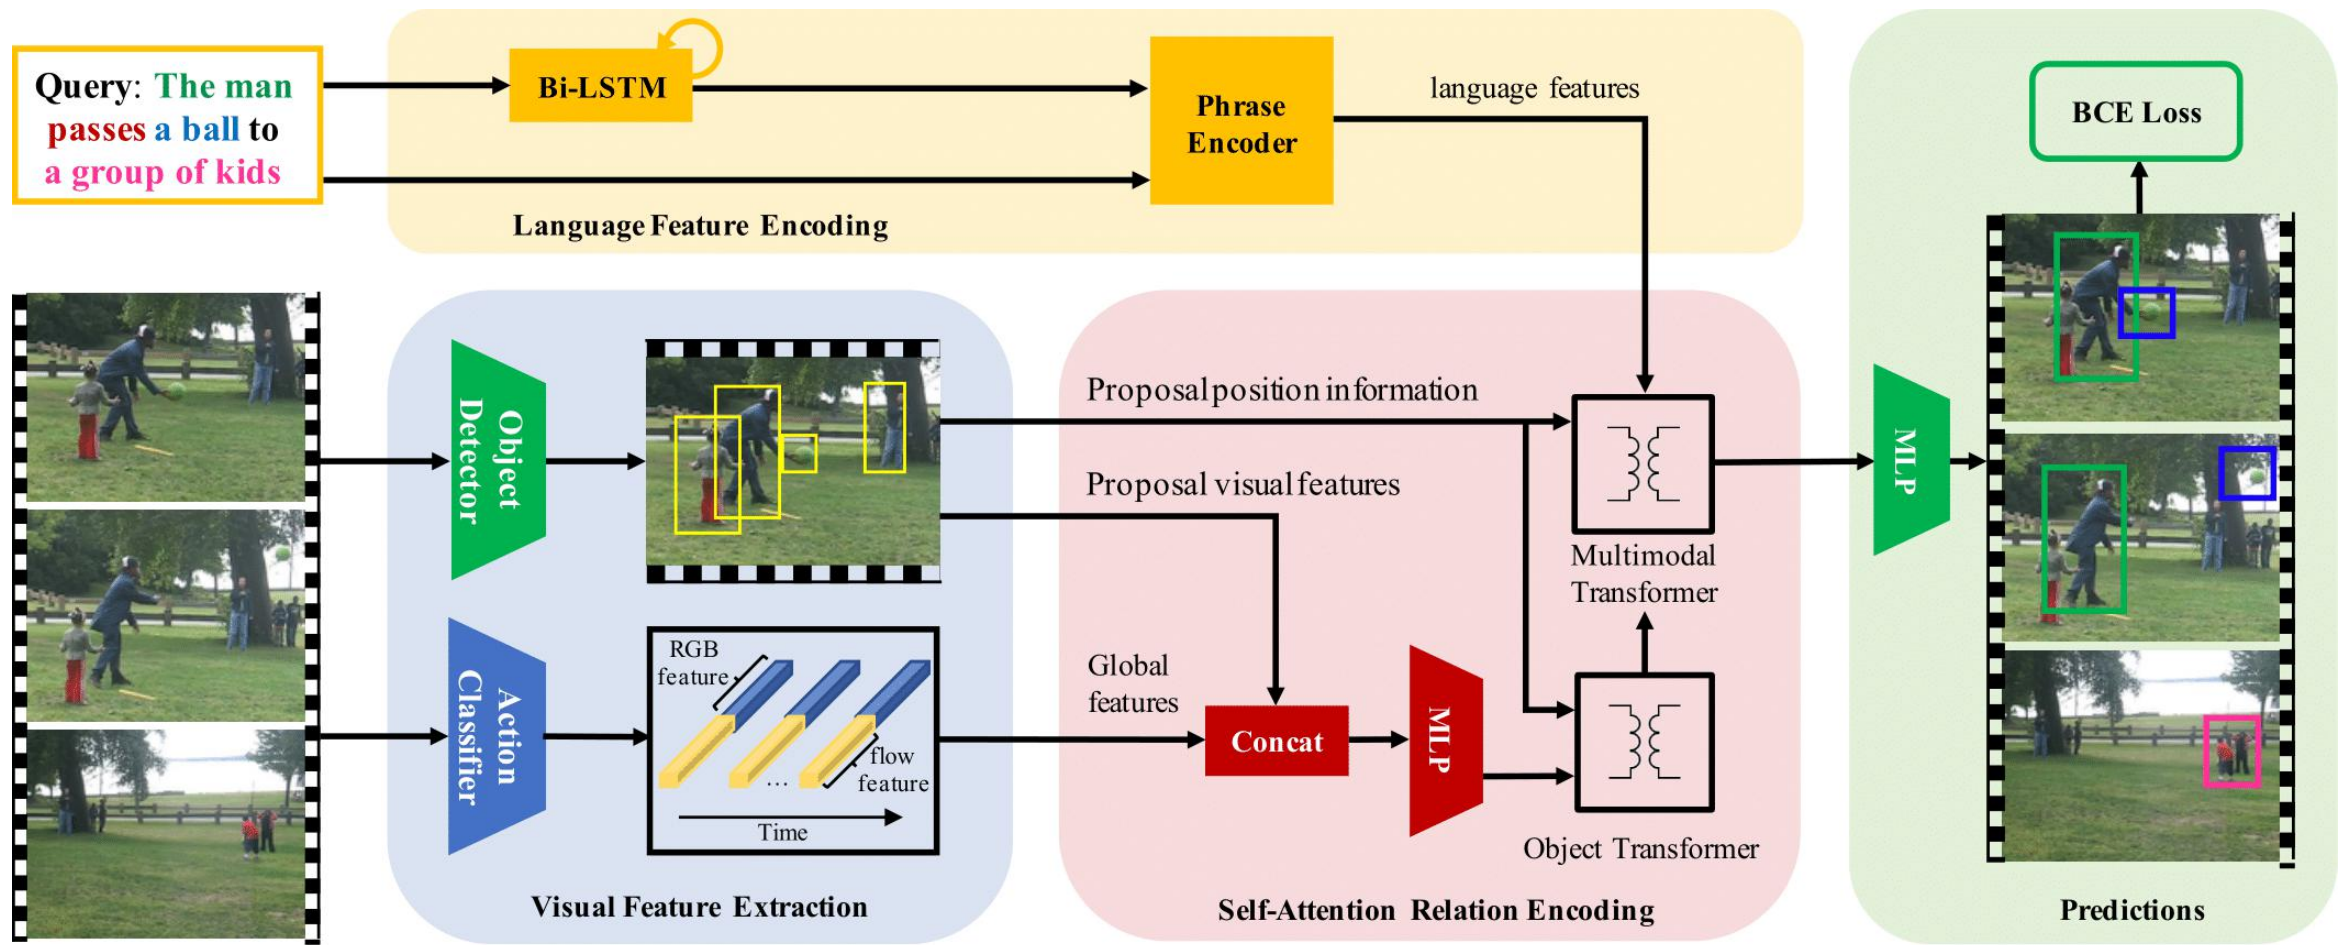 Query: The man
passes a ball to
a group of kids
Bi-LSTM
Phrase
Encoder
language features
Language Feature Encoding
BCE Loss
Object
Detector
Action
Classifier
RGB
feature
flow
feature
...
Time
Visual Feature Extraction
Proposal position information
Proposal visual features
Global
features
Concat
MLP
Multimodal
Transformer
Object Transformer
Self-Attention Relation Encoding
MLP
Predictions